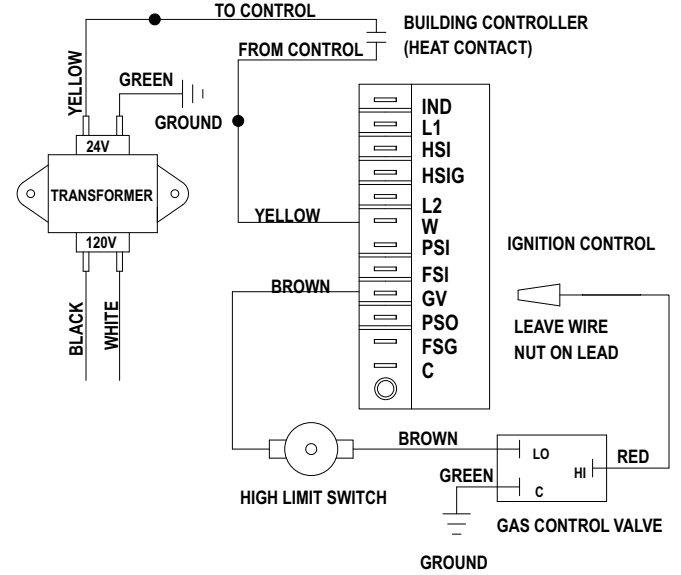 TO CONTROL
BUILDING CONTROLLER
(HEAT CONTACT)
FROM CONTROL
YELLOW
GREEN
GROUND
24V
TRANSFORMER
120V
BLACK
WHITE
IND
L1
HSI
HSIG
L2
W
PSI
FSI
GV
PSO
FSG
C
YELLOW
BROWN
IGNITION CONTROL
LEAVE WIRE
NUT ON LEAD
BROWN
HIGH LIMIT SWITCH
GREEN
LO
HI
C
RED
GAS CONTROL VALVE
GROUND